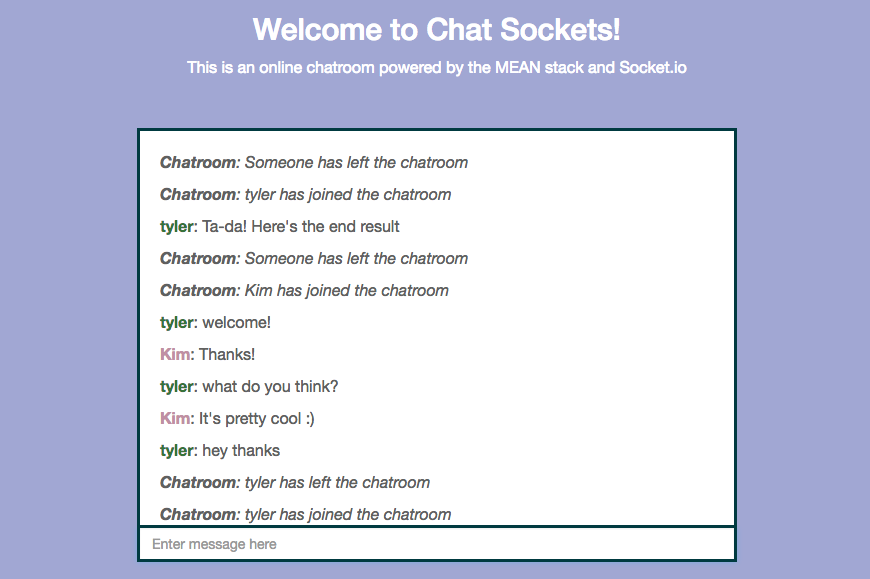 Welcome to Chat Sockets!
This is an online chatroom powered by the MEAN stack and Socket.io
Chatroom: Someone has left the chatroom
Chatroom: tyler has joined the chatroom
tyler: Ta-da! Here's the end result
Chatroom: Someone has left the chatroom
Chatroom: Kim has joined the chatroom
tyler: welcome!
Kim: Thanks!
tyler: what do you think?
Kim: It's pretty cool :)
tyler: hey thanks
Chatroom: tyler has left the chatroom
Chatroom: tyler has joined the chatroom
Enter message here